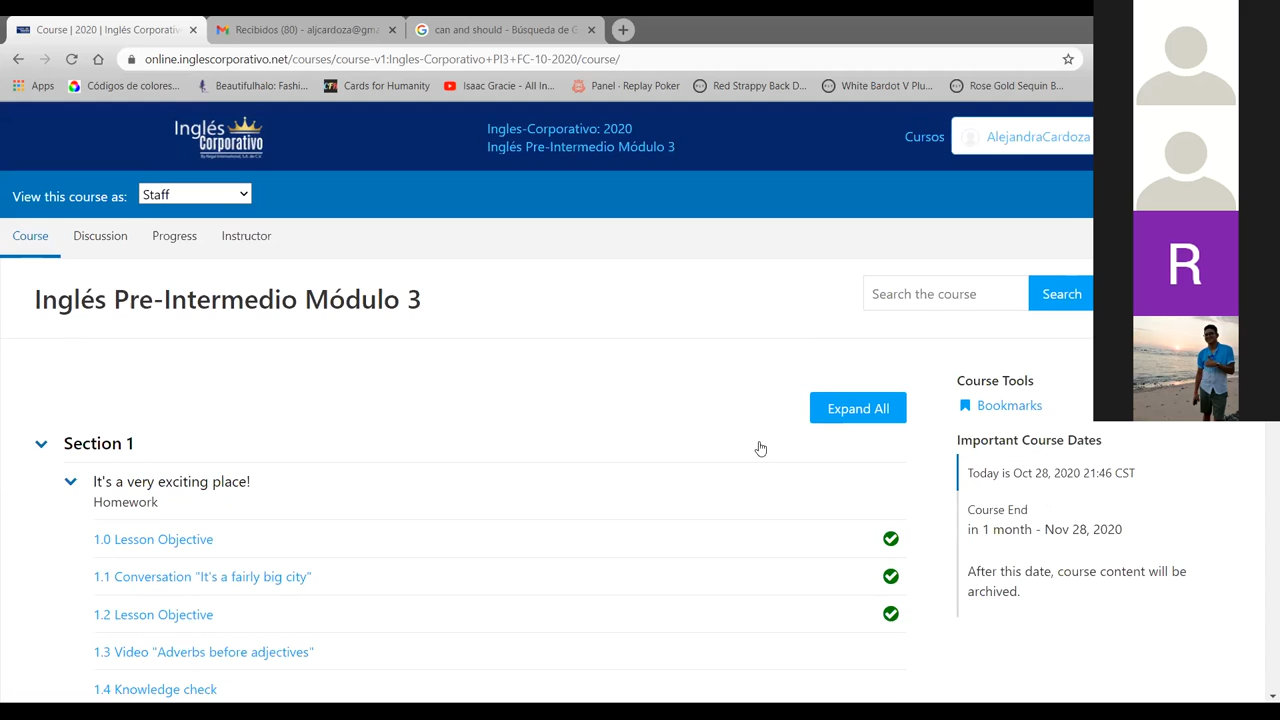 Course | 2020 | Inglés Corporativ
Recibidos (80) - aljcardoza@gma
can and should - Búsqueda de G
online.inglescorporativo.net/courses/course-v1:Ingles-Corporativo+PI3+FC-10-2020/course/
Apps
Códigos de colores...
Beautifulhalo: Fashi...
Cards for Humanity
Isaac Gracie - All In...
Panel · Replay Poker
Red Strappy Back D...
White Bardot V Plu...
Rose Gold Sequin B...
Inglés
Corporativo
Ingles-Corporativo: 2020
Inglés Pre-Intermedio Módulo 3
Cursos
AlejandraCardoza
View this course as:
Staff
Course
Discussion
Progress
Instructor
Inglés Pre-Intermedio Módulo 3
Search the course
Search
Expand All
Section 1
It's a very exciting place!
Homework
1.0 Lesson Objective
1.1 Conversation "It's a fairly big city"
1.2 Lesson Objective
1.3 Video "Adverbs before adjectives"
1.4 Knowledge check
Course Tools
Bookmarks
Important Course Dates
Today is Oct 28, 2020 21:46 CST
Course End
in 1 month - Nov 28, 2020
After this date, course content will be
archived.
R